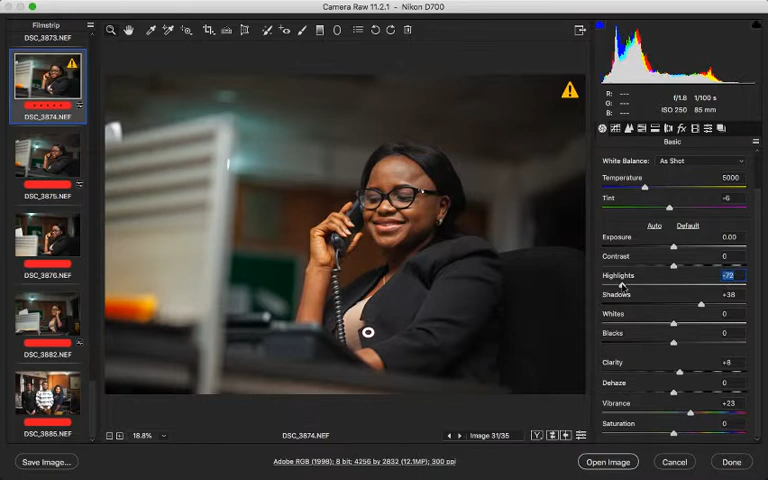 Camera Raw 11.2.1 - Nikon D700
Filmstrip
DSC_3873.NEF
DSC_3874.NEF
DSC_3875.NEF
DSC_3876.NEF
DSC_3882.NEF
DSC_3885.NEF
R: ---
G: ---
B: ---
f/1.8 1/100 s
ISO 250 85 mm
Basic
White Balance: As Shot
Temperature 5000
Tint -6
Auto Default
Exposure 0.00
Contrast 0
Highlights -72
Shadows +38
Whites 0
Blacks 0
Clarity +8
Dehaze 0
Vibrance +23
Saturation 0
18.8%
DSC_3874.NEF
Image 31/35
Y
Save Image...
Adobe RGB (1998); 8 bit; 4256 by 2832 (12.1MP); 300 ppi
Open Image
Cancel
Done